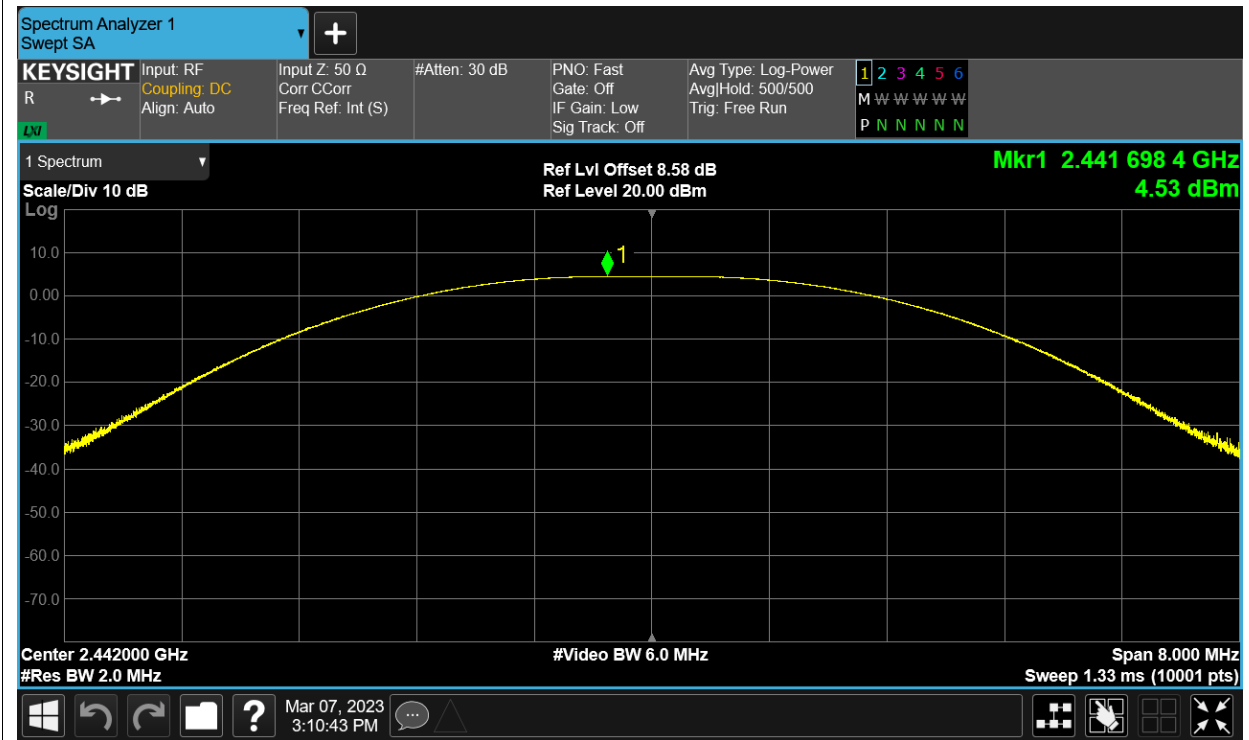 Spectrum Analyzer 1
Swept SA
KEYSIGHT
R
LXI
Input: RF
Coupling: DC
Align: Auto
Input Z: 50 Ω
Corr CCorr
Freq Ref: Int (S)
#Atten: 30 dB
PNO: Fast
Gate: Off
IF Gain: Low
Sig Track: Off
Avg Type: Log-Power
Avg|Hold: 500/500
Trig: Free Run
1 2 3 4 5 6
M W W W W W
P N N N N N
1 Spectrum
Scale/Div 10 dB
Log
Ref Lvl Offset 8.58 dB
Ref Level 20.00 dBm
Mkr1 2.441 698 4 GHz
4.53 dBm
1
10.0
0.00
-10.0
-20.0
-30.0
-40.0
-50.0
-60.0
-70.0
Center 2.442000 GHz
#Res BW 2.0 MHz
#Video BW 6.0 MHz
Span 8.000 MHz
Sweep 1.33 ms (10001 pts)
?
Mar 07, 2023
3:10:43 PM